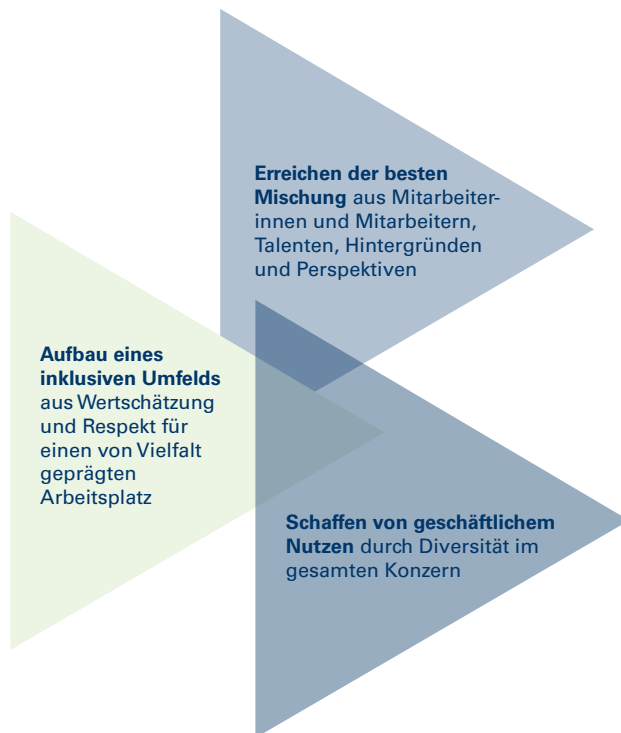 Erreichen der besten
Mischung aus Mitarbeiter-
innen und Mitarbeitern,
Talenten, Hintergründen
und Perspektiven
Aufbau eines
inklusiven Umfelds
aus Wertschätzung
und Respekt für
einen von Vielfalt
geprägten
Arbeitsplatz
Schaffen von geschäftlichem
Nutzen durch Diversität im
gesamten Konzern